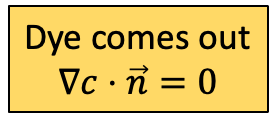 Dye comes out
∇c · n⃗ = 0